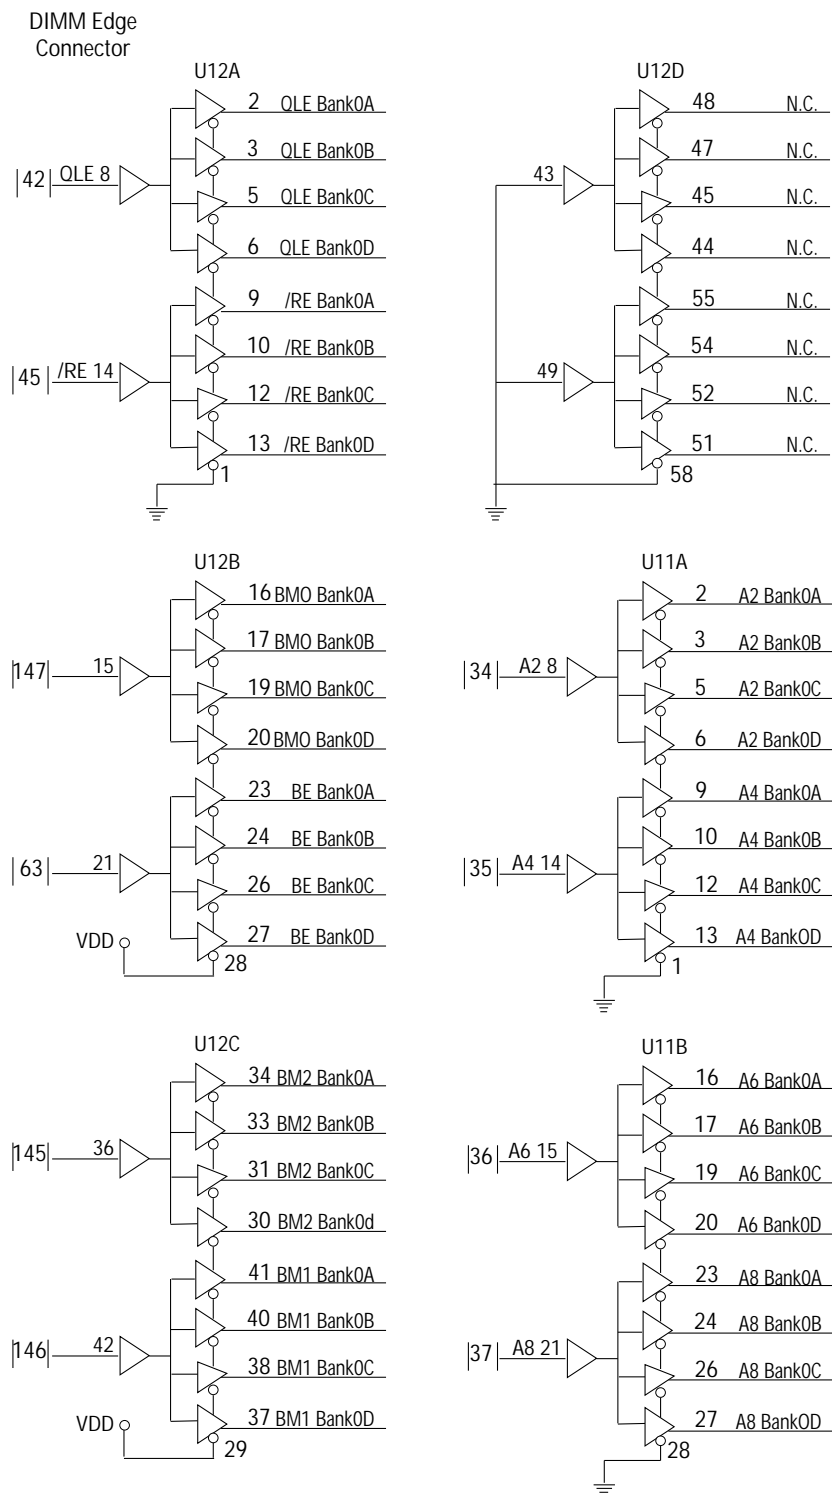 DIMM Edge
Connector
U12A
2 QLE Bank0A
3 QLE Bank0B
|42| QLE 8
5 QLE Bank0C
6 QLE Bank0D
9 /RE Bank0A
10 /RE Bank0B
|45| /RE 14
12 /RE Bank0C
13 /RE Bank0D
1
U12D
48 N.C.
47 N.C.
43
45 N.C.
44 N.C.
55 N.C.
54 N.C.
49
52 N.C.
51 N.C.
58
U12B
16 BMO Bank0A
17 BMO Bank0B
|147| 15
19 BMO Bank0C
20 BMO Bank0D
23 BE Bank0A
24 BE Bank0B
|63| 21
26 BE Bank0C
27 BE Bank0D
VDD
28
U11A
2 A2 Bank0A
3 A2 Bank0B
|34| A2 8
5 A2 Bank0C
6 A2 Bank0D
9 A4 Bank0A
10 A4 Bank0B
|35| A4 14
12 A4 Bank0C
13 A4 BankOD
1
U12C
34 BM2 Bank0A
33 BM2 Bank0B
|145| 36
31 BM2 Bank0C
30 BM2 Bank0d
41 BM1 Bank0A
40 BM1 Bank0B
|146| 42
38 BM1 Bank0C
37 BM1 Bank0D
VDD
29
U11B
16 A6 Bank0A
17 A6 Bank0B
|36| A6 15
19 A6 Bank0C
20 A6 Bank0D
23 A8 Bank0A
24 A8 Bank0B
|37| A8 21
26 A8 Bank0C
27 A8 BankOD
28